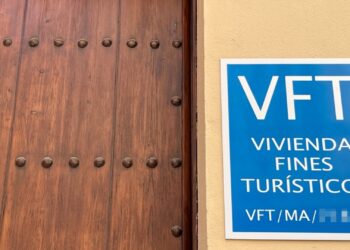 VFT
VIVIENDA
FINES
TURÍSTICO
VFT/MA/